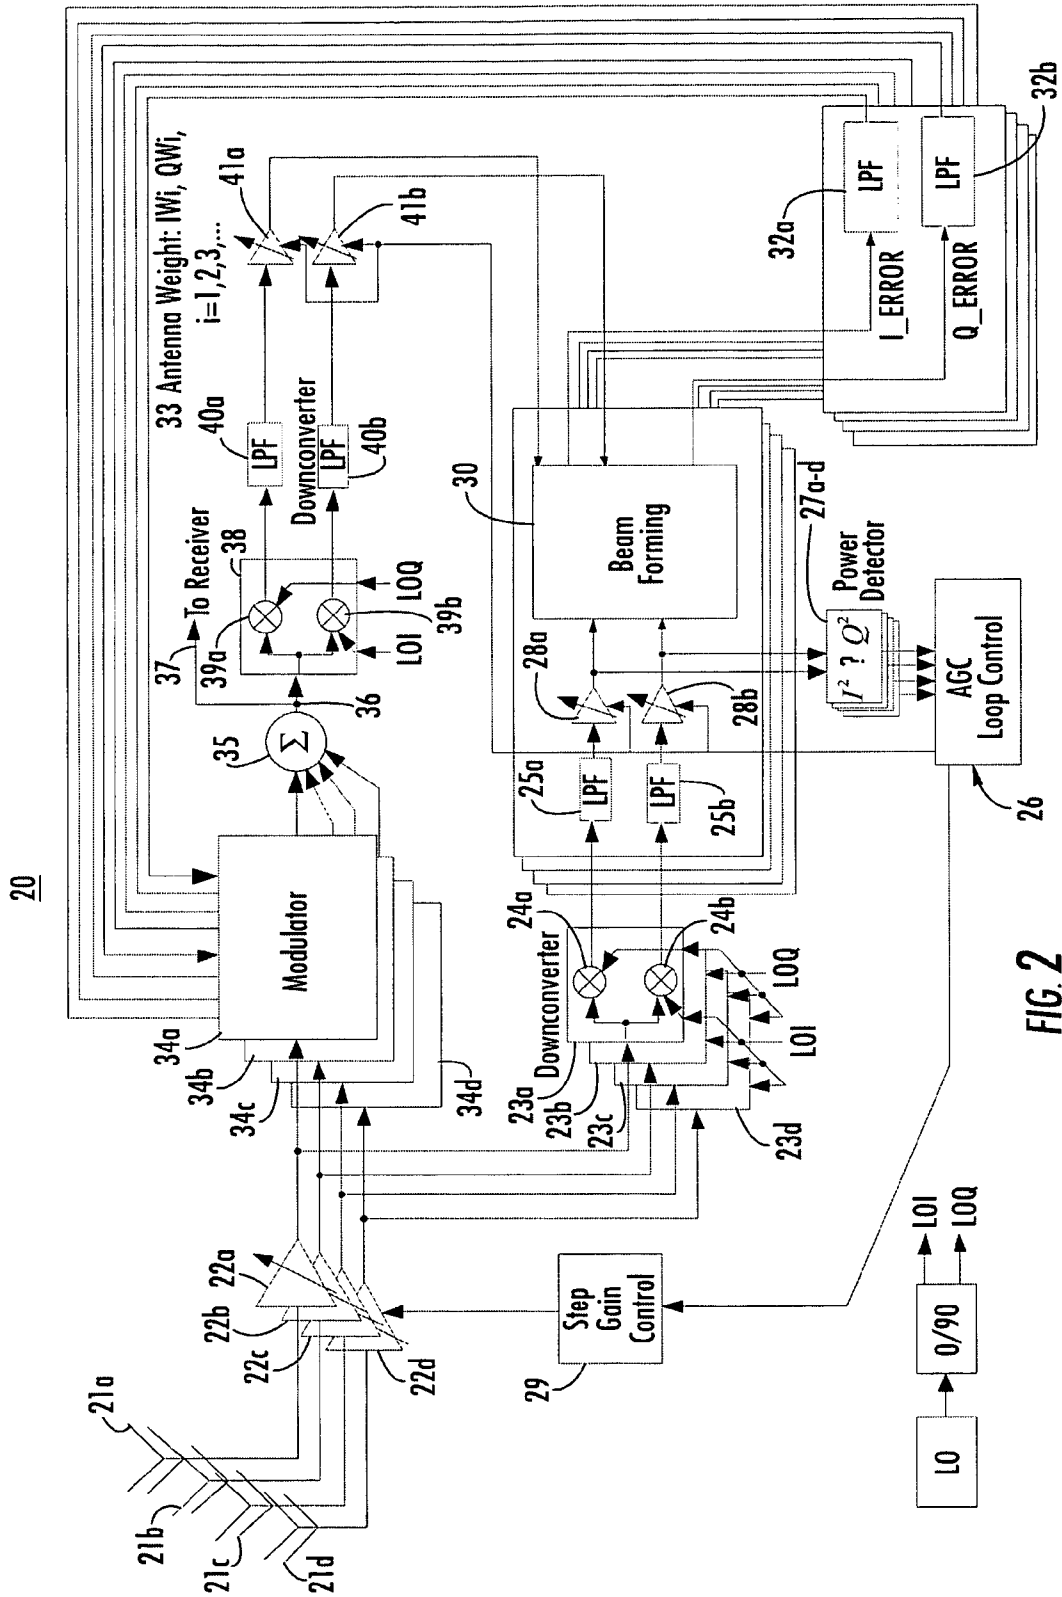 20
21a
21b
21c
21d
22a
22b
22c
22d
34a
34b
34c
34d
Modulator
35
Σ
36
37
To Receiver
38
39a
39b
LOI
LOQ
Downconverter
40a
LPF
LPF
40b
33 Antenna Weight: IWi, QWi,
i=1,2,3,...
41a
41b
Step
Gain
Control
29
23a
23b
23c
23d
Downconverter
24a
24b
LOI
LOQ
25a
LPF
LPF
25b
28a
28b
30
Beam
Forming
27a-d
Power
Detector
I² ? Q²
AGC
Loop Control
26
I_ERROR
Q_ERROR
32a
LPF
LPF
32b
LO
0/90
LOI
LOQ
FIG. 2